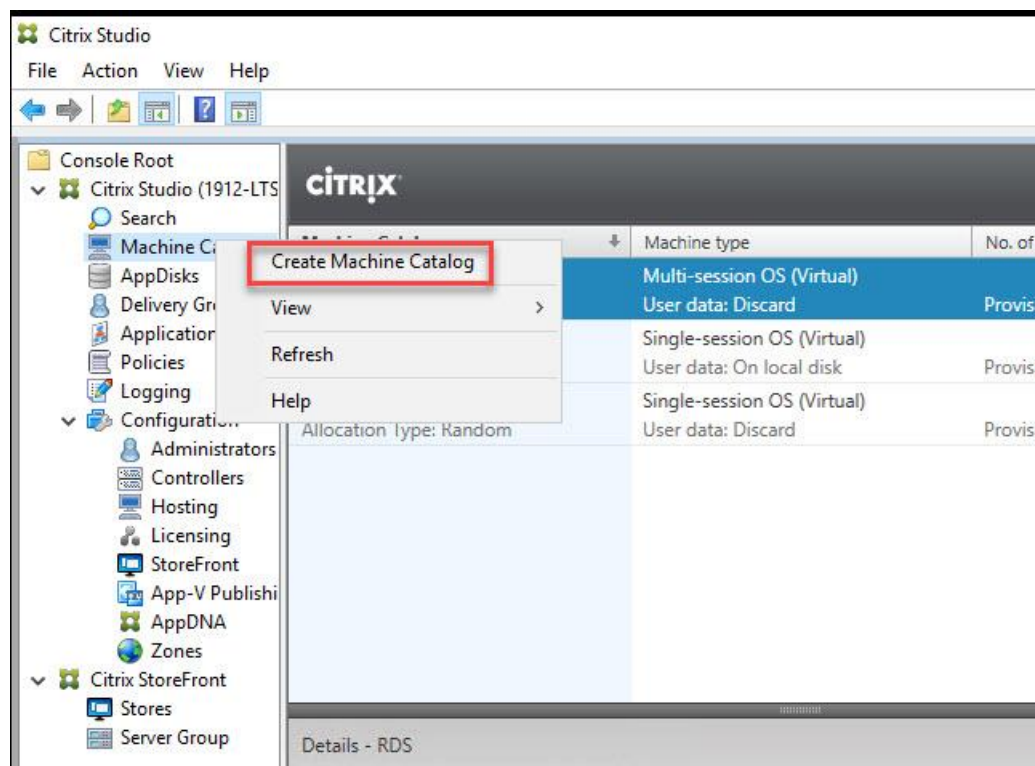 Citrix Studio
File Action View Help
Console Root
Citrix Studio (1912-LTS
Search
Machine Ca
AppDisks
Delivery Gr
Application
Policies
Logging
Configuration
Administrators
Controllers
Hosting
Licensing
StoreFront
App-V Publishi
AppDNA
Zones
Citrix StoreFront
Stores
Server Group
Create Machine Catalog
View
Refresh
Help
CİTRIX
Machine type No. of
Multi-session OS (Virtual)
User data: Discard Provis
Single-session OS (Virtual)
User data: On local disk Provis
Single-session OS (Virtual)
Allocation Type: Random User data: Discard Provis
Details - RDS